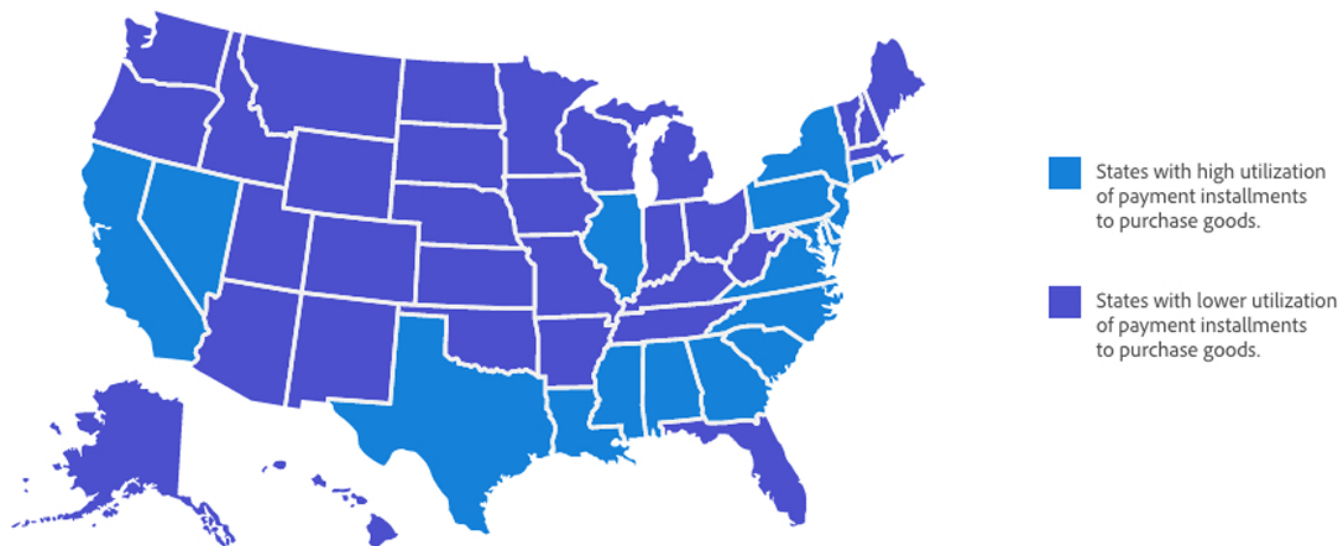 States with high utilization
of payment installments
to purchase goods.
States with lower utilization
of payment installments
to purchase goods.